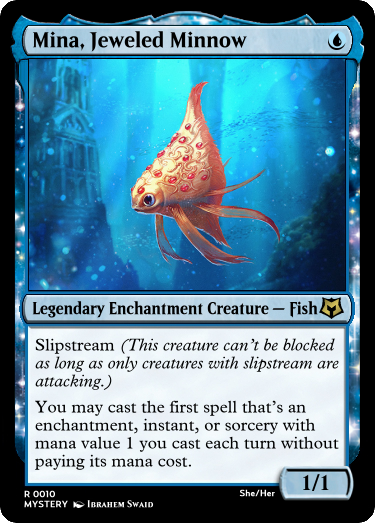 Mina, Jeweled Minnow
Legendary Enchantment Creature — Fish
Slipstream (This creature can't be blocked
as long as only creatures with slipstream are
attacking.)
You may cast the first spell that's an
enchantment, instant, or sorcery with
mana value 1 you cast each turn without
paying its mana cost.
1/1
R 0010
She/Her
MYSTERY Ibrahem Swaid